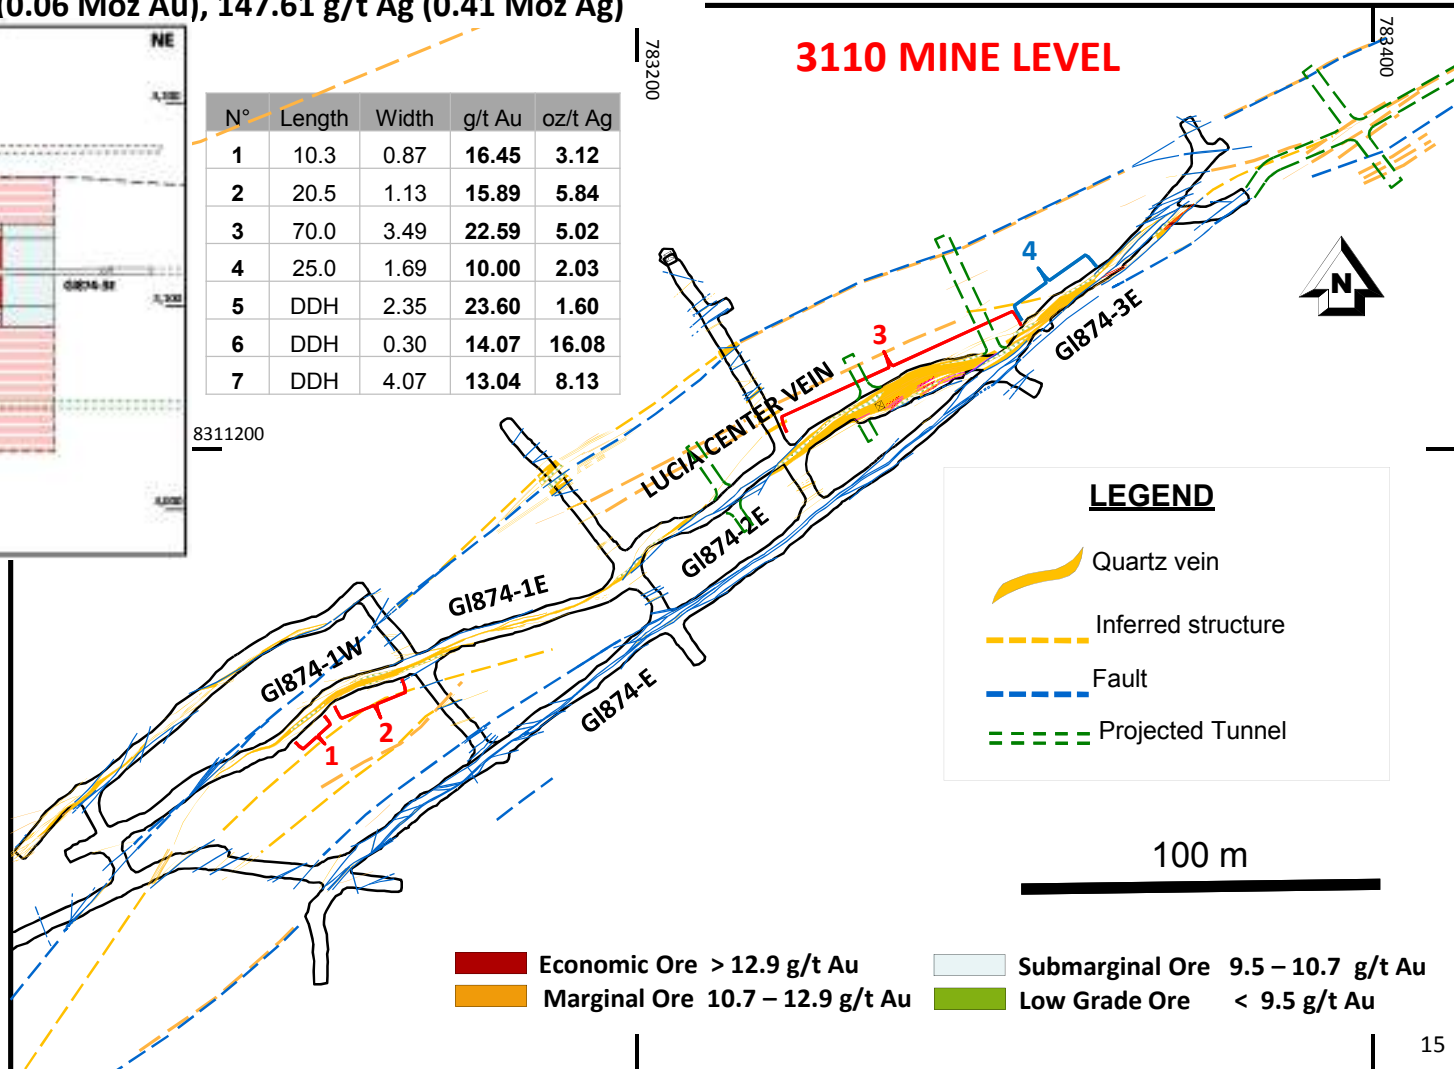 (0.06 Moz Au), 147.61 g/t Ag (0.41 Moz Ag)
NE
3110 MINE LEVEL
783200
783400
N° Length Width g/t Au oz/t Ag
1 10.3 0.87 16.45 3.12
2 20.5 1.13 15.89 5.84
3 70.0 3.49 22.59 5.02
4 25.0 1.69 10.00 2.03
5 DDH 2.35 23.60 1.60
6 DDH 0.30 14.07 16.08
7 DDH 4.07 13.04 8.13
8311200
4
3
N
Gl874-3E
LUCIA CENTER VEIN
Gl874-2E
Gl874-1E
Gl874-1W
Gl874-E
1
2
LEGEND
Quartz vein
Inferred structure
Fault
Projected Tunnel
100 m
Economic Ore > 12.9 g/t Au
Marginal Ore 10.7 – 12.9 g/t Au
Submarginal Ore 9.5 – 10.7 g/t Au
Low Grade Ore < 9.5 g/t Au
15